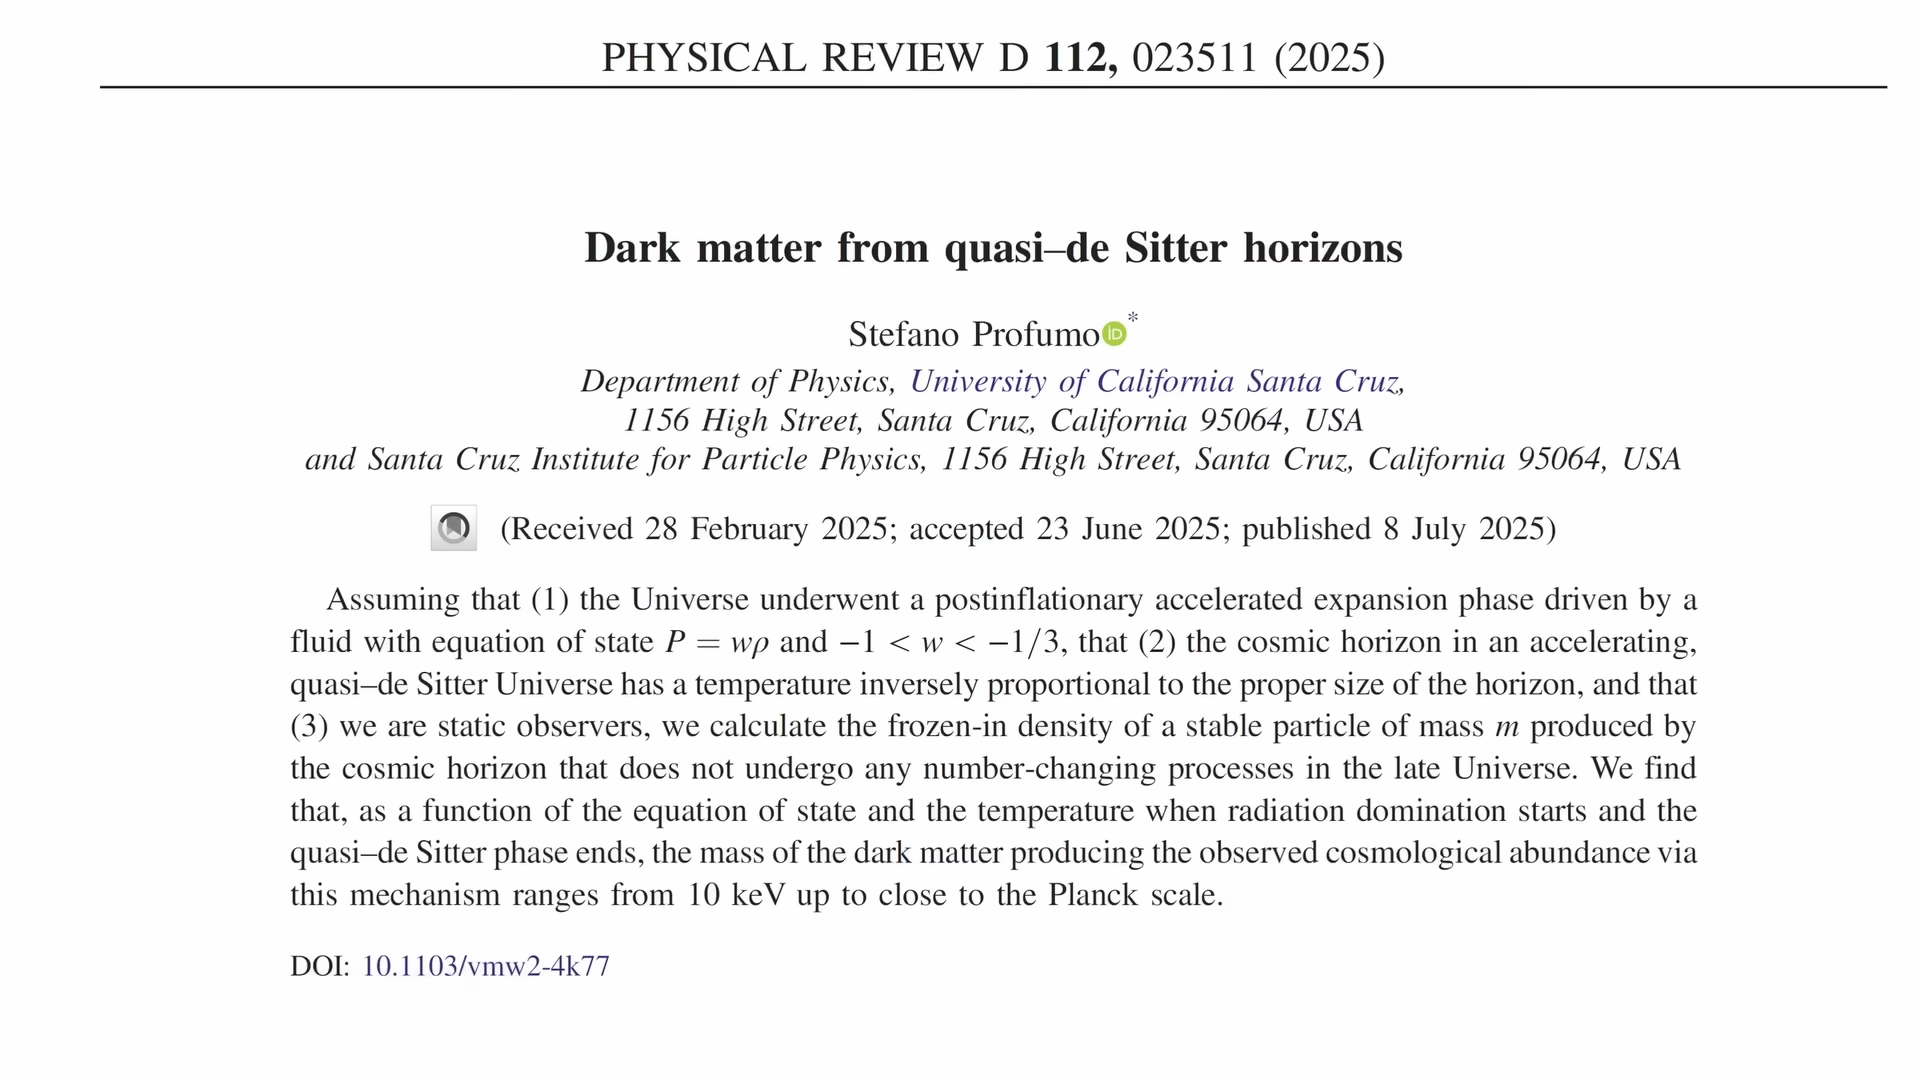 PHYSICAL REVIEW D 112, 023511 (2025)
Dark matter from quasi–de Sitter horizons
Stefano Profumo iD *
Department of Physics, University of California Santa Cruz,
1156 High Street, Santa Cruz, California 95064, USA
and Santa Cruz Institute for Particle Physics, 1156 High Street, Santa Cruz, California 95064, USA
(Received 28 February 2025; accepted 23 June 2025; published 8 July 2025)
Assuming that (1) the Universe underwent a postinflationary accelerated expansion phase driven by a
fluid with equation of state P = wρ and −1 < w < −1/3, that (2) the cosmic horizon in an accelerating,
quasi–de Sitter Universe has a temperature inversely proportional to the proper size of the horizon, and that
(3) we are static observers, we calculate the frozen-in density of a stable particle of mass m produced by
the cosmic horizon that does not undergo any number-changing processes in the late Universe. We find
that, as a function of the equation of state and the temperature when radiation domination starts and the
quasi–de Sitter phase ends, the mass of the dark matter producing the observed cosmological abundance via
this mechanism ranges from 10 keV up to close to the Planck scale.
DOI: 10.1103/vmw2-4k77